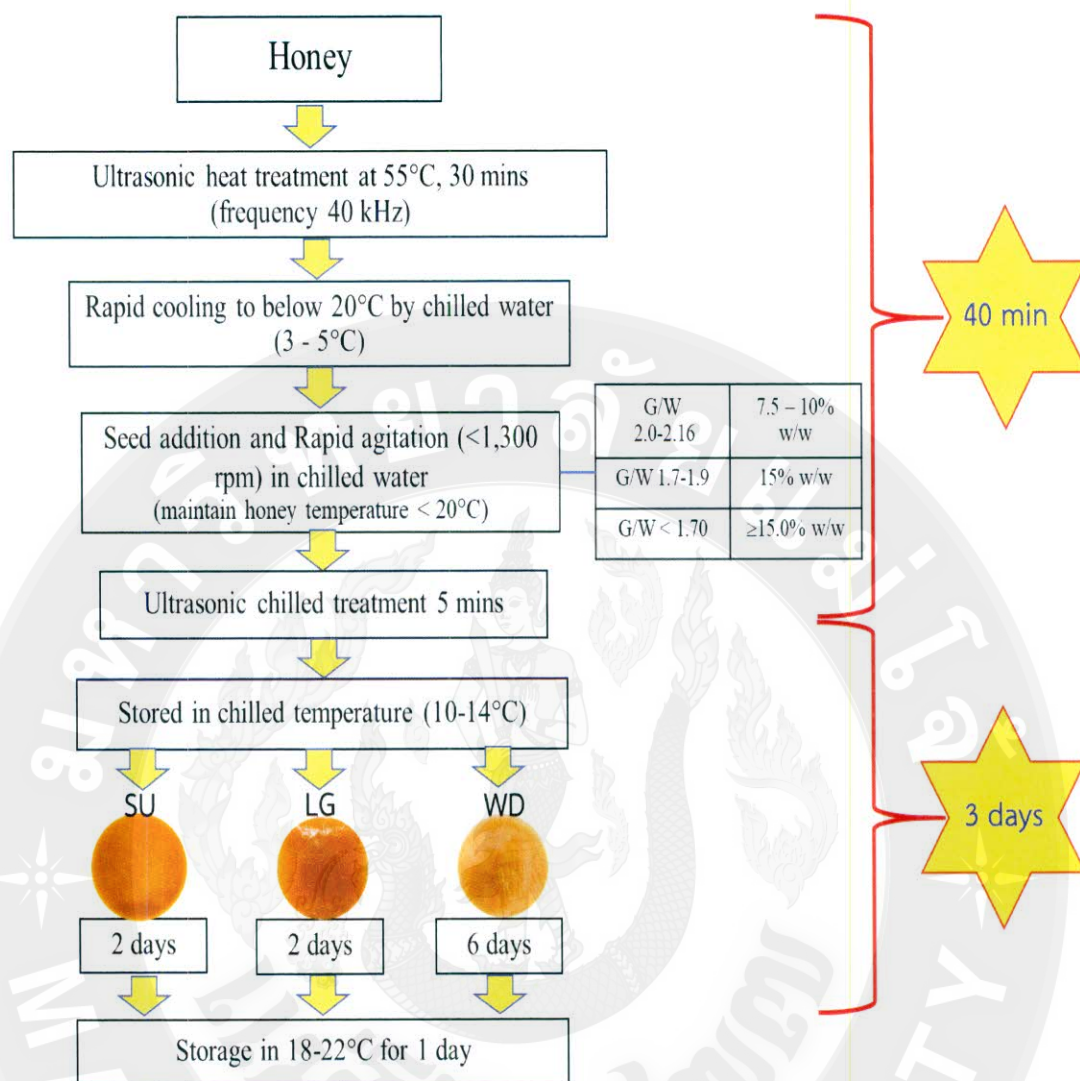 Honey
Ultrasonic heat treatment at 55°C, 30 mins
(frequency 40 kHz)
Rapid cooling to below 20°C by chilled water
(3 - 5°C)
40 min
Seed addition and Rapid agitation (<1,300
rpm) in chilled water
(maintain honey temperature < 20°C)
G/W
2.0-2.16
7.5 – 10%
w/w
G/W 1.7-1.9
15% w/w
G/W < 1.70
≥15.0% w/w
Ultrasonic chilled treatment 5 mins
Stored in chilled temperature (10-14°C)
SU
LG
WD
3 days
2 days
2 days
6 days
Storage in 18-22°C for 1 day